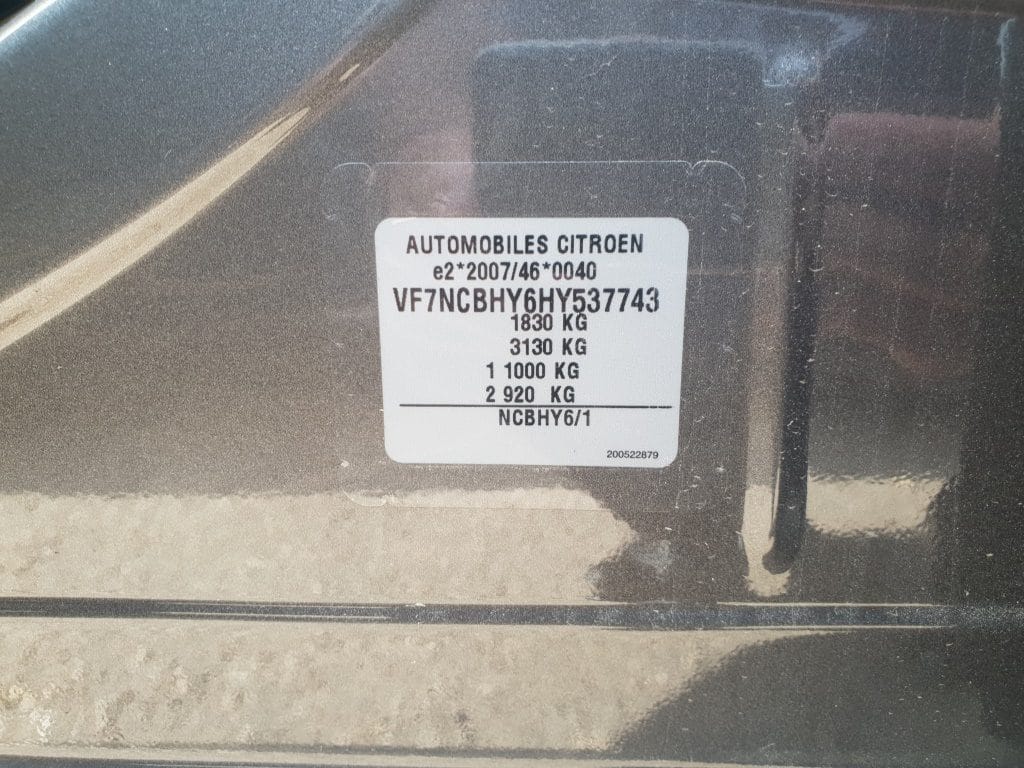 AUTOMOBILES CITROEN
e2*2007/46*0040
VF7NCBHY6HY537743
1830 KG
3130 KG
1 1000 KG
2 920 KG
NCBHY6/1
200522879